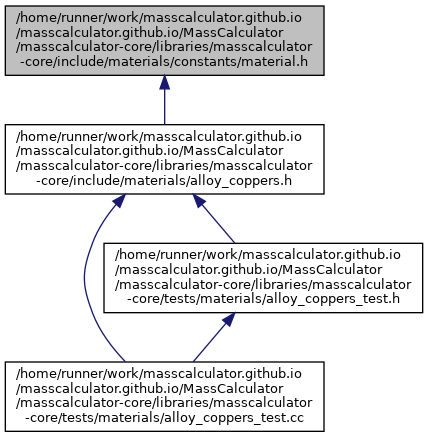 /home/runner/work/masscalculator.github.io
/masscalculator.github.io/MassCalculator
/masscalculator-core/libraries/masscalculator
-core/include/materials/constants/material.h
/home/runner/work/masscalculator.github.io
/masscalculator.github.io/MassCalculator
/masscalculator-core/libraries/masscalculator
-core/include/materials/alloy_coppers.h
/home/runner/work/masscalculator.github.io
/masscalculator.github.io/MassCalculator
/masscalculator-core/libraries/masscalculator
-core/tests/materials/alloy_coppers_test.h
/home/runner/work/masscalculator.github.io
/masscalculator.github.io/MassCalculator
/masscalculator-core/libraries/masscalculator
-core/tests/materials/alloy_coppers_test.cc